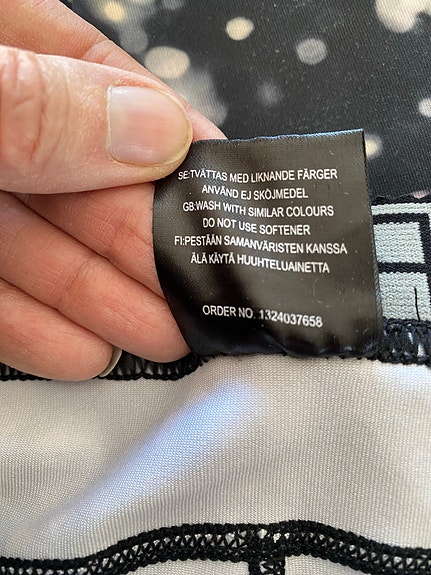 SE:TVÄTTAS MED LIKNANDE FÄRGER
ANVÄND EJ SKÖJMEDEL
GB:WASH WITH SIMILAR COLOURS
DO NOT USE SOFTENER
FI:PESTÄÄN SAMANVÄRISTEN KANSSA
ÄLÄ KÄYTÄ HUUHTELUAINETTA
ORDER NO. 1324037658